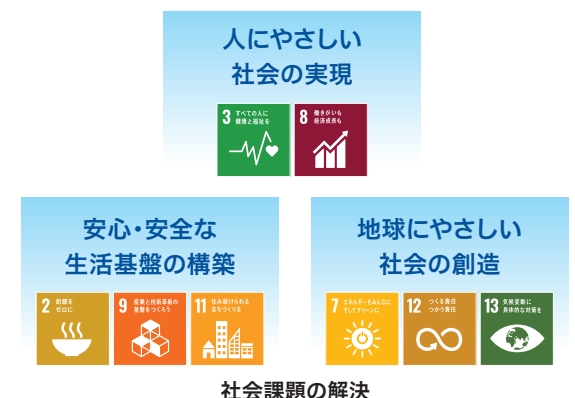 人にやさしい
社会の実現
3 すべての人に
健康と福祉を
8 働きがいも
経済成長も
安心・安全な
生活基盤の構築
2 飢餓を
ゼロに
9 産業と技術革新の
基盤をつくろう
11 住み続けられる
まちづくりを
地球にやさしい
社会の創造
7 エネルギーをみんなに
そしてクリーンに
12 つくる責任
つかう責任
13 気候変動に
具体的な対策を
社会課題の解決